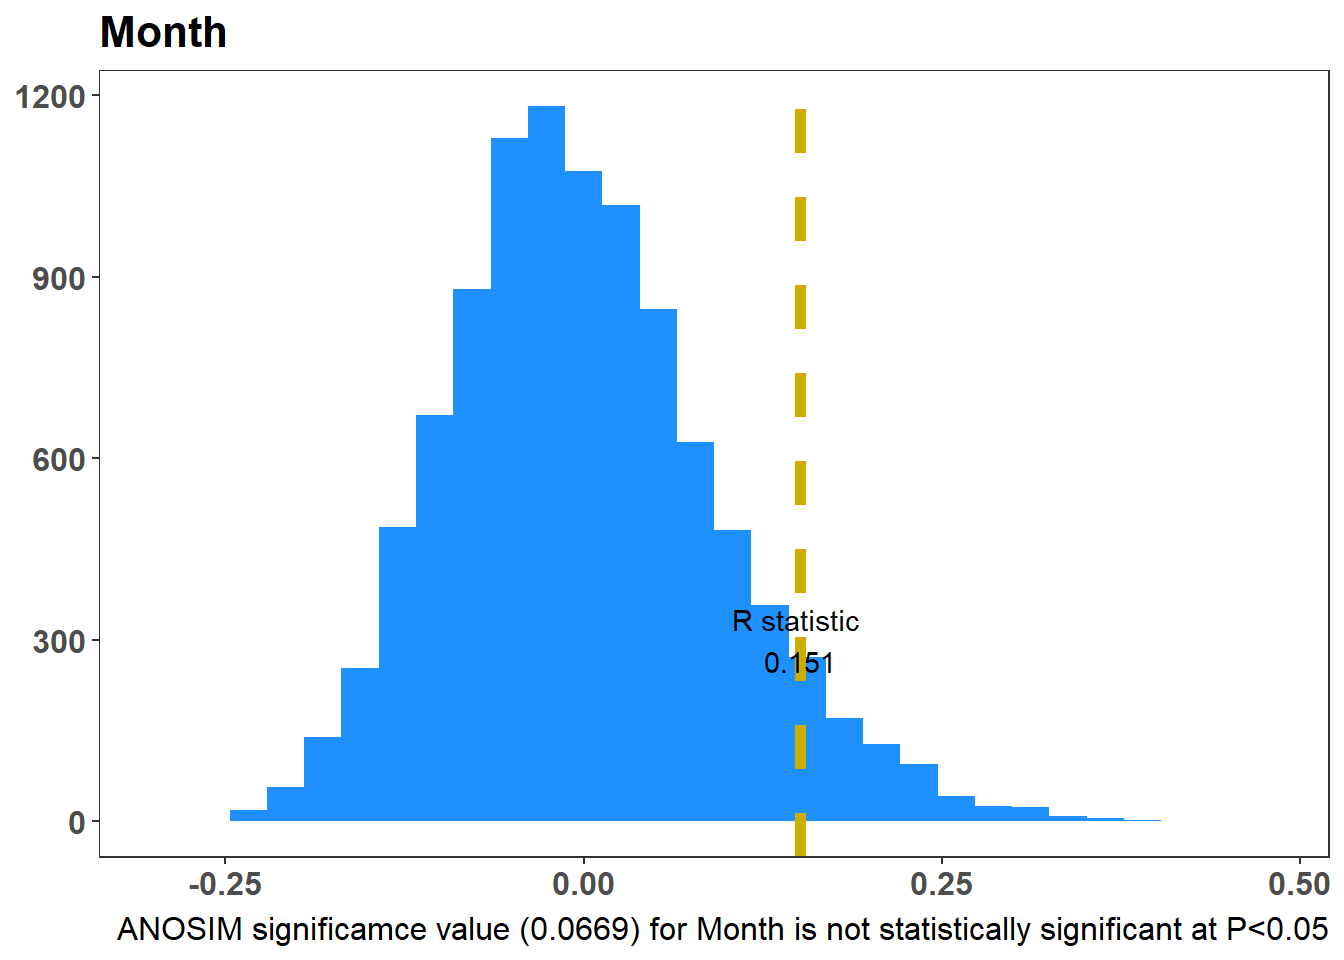 Month
1200
900
600
300
0
R statistic
0.151
-0.25 0.00 0.25 0.50
ANOSIM significamce value (0.0669) for Month is not statistically significant at P<0.05